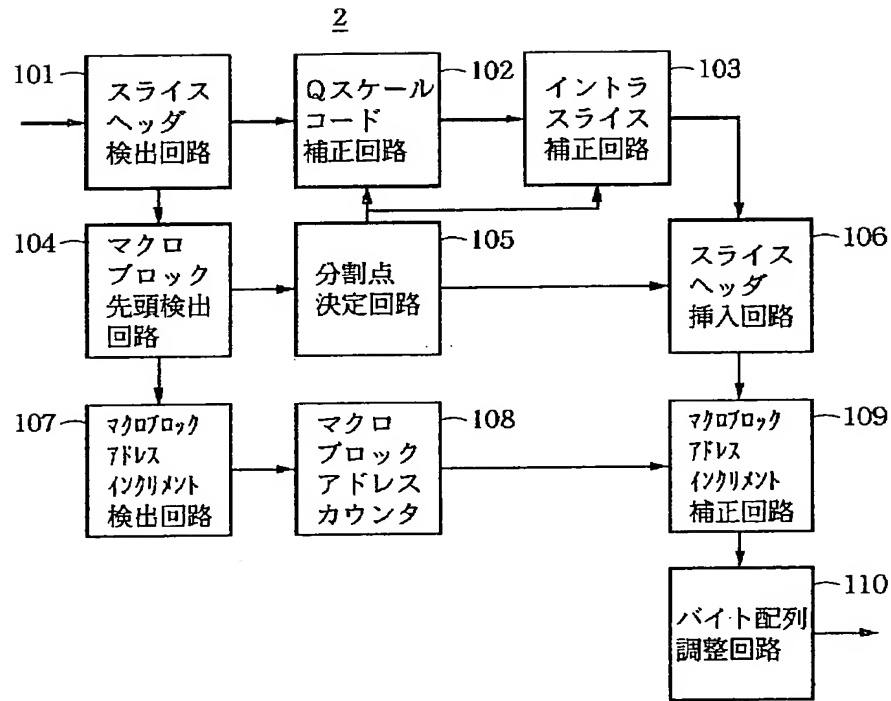 2
101
スライス
ヘッダ
検出回路
102
Qスケール
コード
補正回路
103
イントラ
スライス
補正回路
104
マクロ
ブロック
先頭検出
回路
105
分割点
決定回路
106
スライス
ヘッダ
挿入回路
107
マクロブロック
アドレス
インクリメント
検出回路
108
マクロ
ブロック
アドレス
カウンタ
109
マクロブロック
アドレス
インクリメント
補正回路
110
バイト配列
調整回路